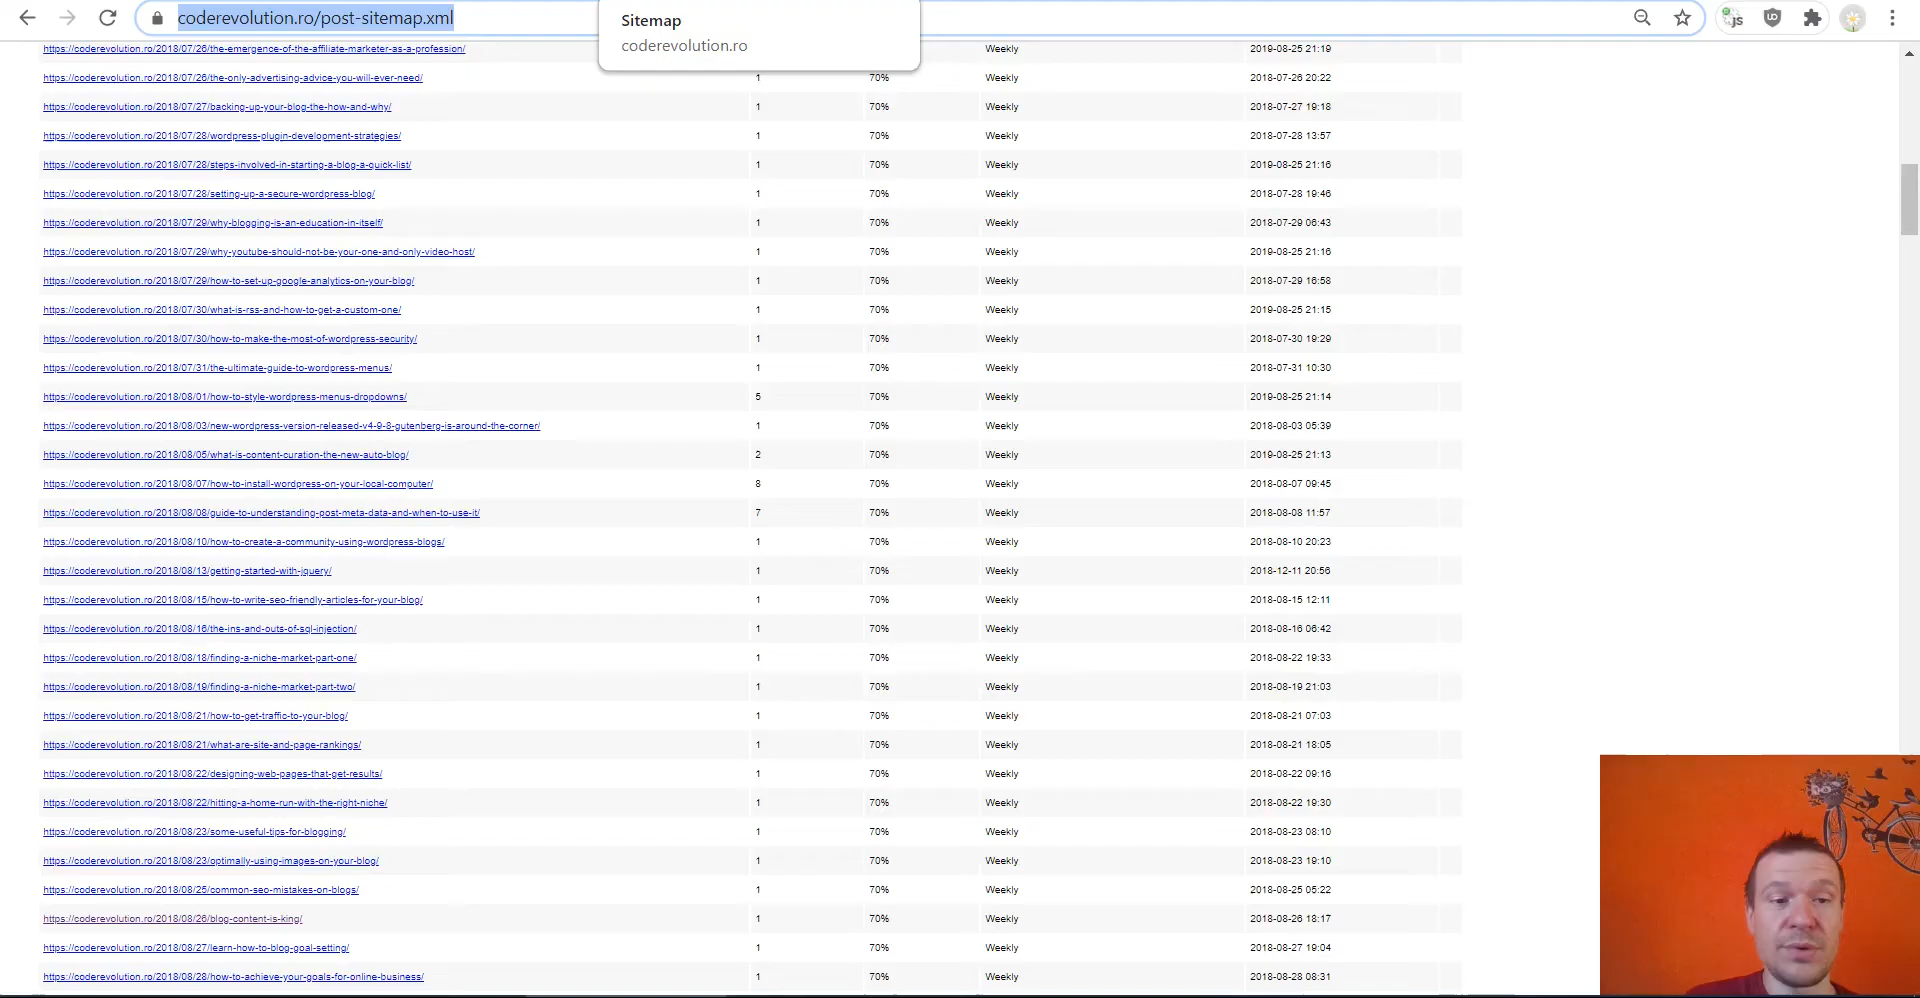 coderevolution.ro/post-sitemap.xml
Sitemap
coderevolution.ro
https://coderevolution.ro/2018/07/26/the-emergence-of-the-affiliate-marketer-as-a-profession/ Weekly 2019-08-25 21:19
https://coderevolution.ro/2018/07/26/the-only-advertising-advice-you-will-ever-need/ 1 70% Weekly 2018-07-26 20:22
https://coderevolution.ro/2018/07/27/backing-up-your-blog-the-how-and-why/ 1 70% Weekly 2018-07-27 19:18
https://coderevolution.ro/2018/07/28/wordpress-plugin-development-strategies/ 1 70% Weekly 2018-07-28 13:57
https://coderevolution.ro/2018/07/28/steps-involved-in-starting-a-blog-a-quick-list/ 1 70% Weekly 2019-08-25 21:16
https://coderevolution.ro/2018/07/28/setting-up-a-secure-wordpress-blog/ 1 70% Weekly 2018-07-28 19:46
https://coderevolution.ro/2018/07/29/why-blogging-is-an-education-in-itself/ 1 70% Weekly 2018-07-29 06:43
https://coderevolution.ro/2018/07/29/why-youtube-should-not-be-your-one-and-only-video-host/ 1 70% Weekly 2019-08-25 21:16
https://coderevolution.ro/2018/07/29/how-to-set-up-google-analytics-on-your-blog/ 1 70% Weekly 2018-07-29 16:58
https://coderevolution.ro/2018/07/30/what-is-rss-and-how-to-get-a-custom-one/ 1 70% Weekly 2019-08-25 21:15
https://coderevolution.ro/2018/07/30/how-to-make-the-most-of-wordpress-security/ 1 70% Weekly 2018-07-30 19:29
https://coderevolution.ro/2018/07/31/the-ultimate-guide-to-wordpress-menus/ 1 70% Weekly 2018-07-31 10:30
https://coderevolution.ro/2018/08/01/how-to-style-wordpress-menus-dropdowns/ 5 70% Weekly 2019-08-25 21:14
https://coderevolution.ro/2018/08/03/new-wordpress-version-released-v4-9-8-gutenberg-is-around-the-corner/ 1 70% Weekly 2018-08-03 05:39
https://coderevolution.ro/2018/08/05/what-is-content-curation-the-new-auto-blog/ 2 70% Weekly 2019-08-25 21:13
https://coderevolution.ro/2018/08/07/how-to-install-wordpress-on-your-local-computer/ 8 70% Weekly 2018-08-07 09:45
https://coderevolution.ro/2018/08/08/guide-to-understanding-post-meta-data-and-when-to-use-it/ 7 70% Weekly 2018-08-08 11:57
https://coderevolution.ro/2018/08/10/how-to-create-a-community-using-wordpress-blogs/ 1 70% Weekly 2018-08-10 20:23
https://coderevolution.ro/2018/08/13/getting-started-with-jquery/ 1 70% Weekly 2018-12-11 20:56
https://coderevolution.ro/2018/08/15/how-to-write-seo-friendly-articles-for-your-blog/ 1 70% Weekly 2018-08-15 12:11
https://coderevolution.ro/2018/08/16/the-ins-and-outs-of-sql-injection/ 1 70% Weekly 2018-08-16 06:42
https://coderevolution.ro/2018/08/18/finding-a-niche-market-part-one/ 1 70% Weekly 2018-08-22 19:33
https://coderevolution.ro/2018/08/19/finding-a-niche-market-part-two/ 1 70% Weekly 2018-08-19 21:03
https://coderevolution.ro/2018/08/21/how-to-get-traffic-to-your-blog/ 1 70% Weekly 2018-08-21 07:03
https://coderevolution.ro/2018/08/21/what-are-site-and-page-rankings/ 1 70% Weekly 2018-08-21 18:05
https://coderevolution.ro/2018/08/22/designing-web-pages-that-get-results/ 1 70% Weekly 2018-08-22 09:16
https://coderevolution.ro/2018/08/22/hitting-a-home-run-with-the-right-niche/ 1 70% Weekly 2018-08-22 19:30
https://coderevolution.ro/2018/08/23/some-useful-tips-for-blogging/ 1 70% Weekly 2018-08-23 08:10
https://coderevolution.ro/2018/08/23/optimally-using-images-on-your-blog/ 1 70% Weekly 2018-08-23 19:10
https://coderevolution.ro/2018/08/25/common-seo-mistakes-on-blogs/ 1 70% Weekly 2018-08-25 05:22
https://coderevolution.ro/2018/08/26/blog-content-is-king/ 1 70% Weekly 2018-08-26 18:17
https://coderevolution.ro/2018/08/27/learn-how-to-blog-goal-setting/ 1 70% Weekly 2018-08-27 19:04
https://coderevolution.ro/2018/08/28/how-to-achieve-your-goals-for-online-business/ 1 70% Weekly 2018-08-28 08:31